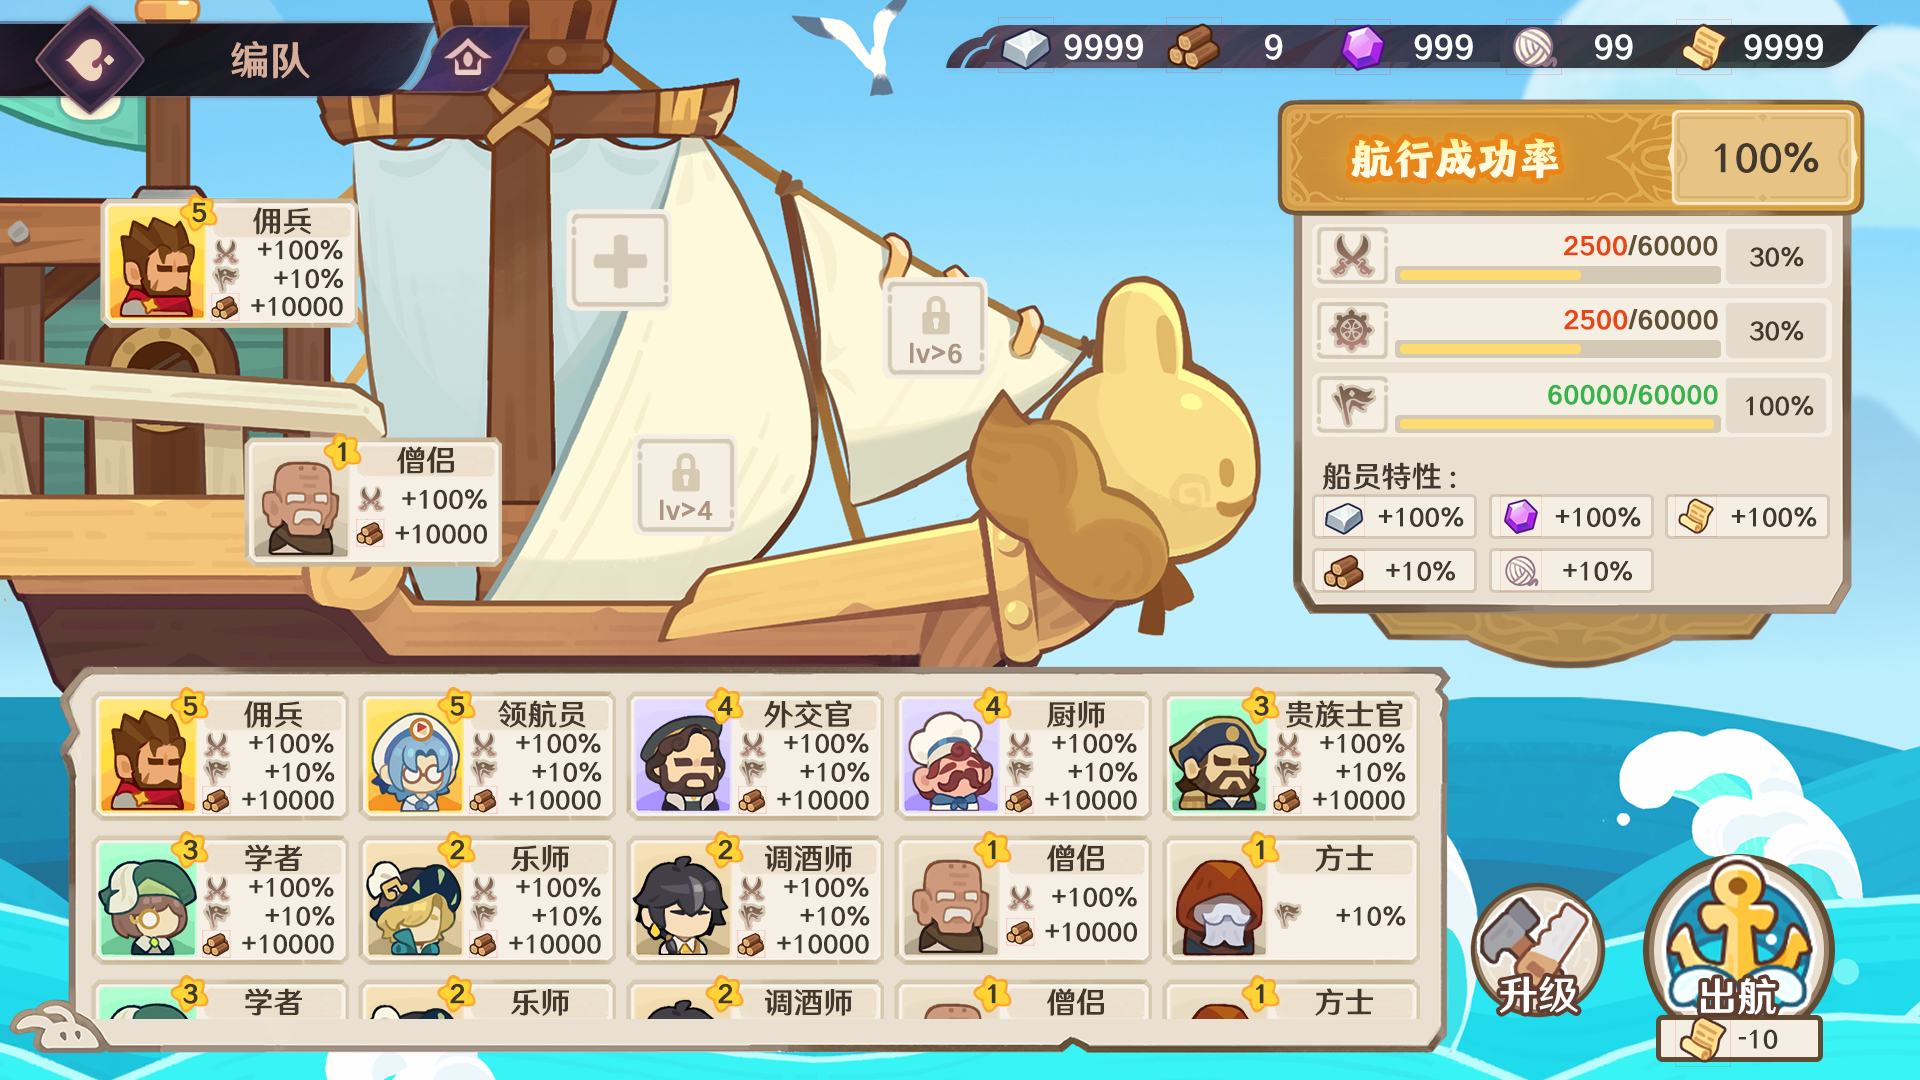 编队
9999
9
999
99
9999
航行成功率
100%
2500/60000
30%
2500/60000
30%
60000/60000
100%
船员特性：
+100%
+100%
+100%
+10%
+10%
5
佣兵
+100%
+10%
+10000
lv>6
1
僧侣
+100%
+10000
lv>4
5
佣兵
+100%
+10%
+10000
5
领航员
+100%
+10%
+10000
4
外交官
+100%
+10%
+10000
4
厨师
+100%
+10%
+10000
3
贵族士官
+100%
+10%
+10000
3
学者
+100%
+10%
+10000
2
乐师
+100%
+10%
+10000
2
调酒师
+100%
+10%
+10000
1
僧侣
+100%
+10000
1
方士
+10%
3
学者
2
乐师
2
调酒师
1
僧侣
1
方士
升级
出航
-10